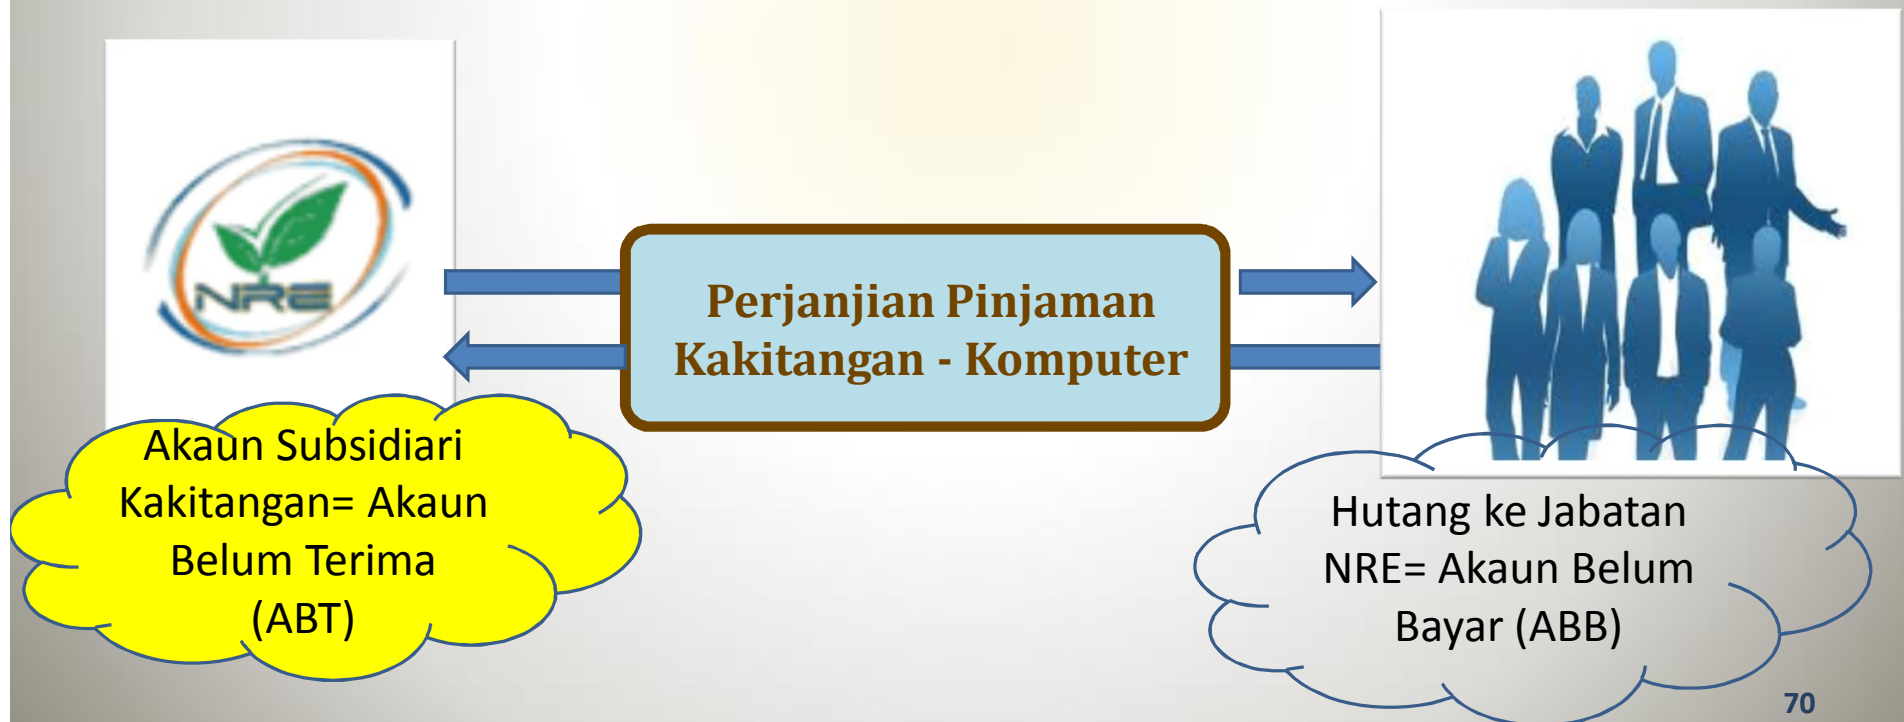 NRE
Perjanjian Pinjaman
Kakitangan - Komputer
Akaun Subsidiari
Kakitangan= Akaun
Belum Terima
(ABT)
Hutang ke Jabatan
NRE= Akaun Belum
Bayar (ABB)
70